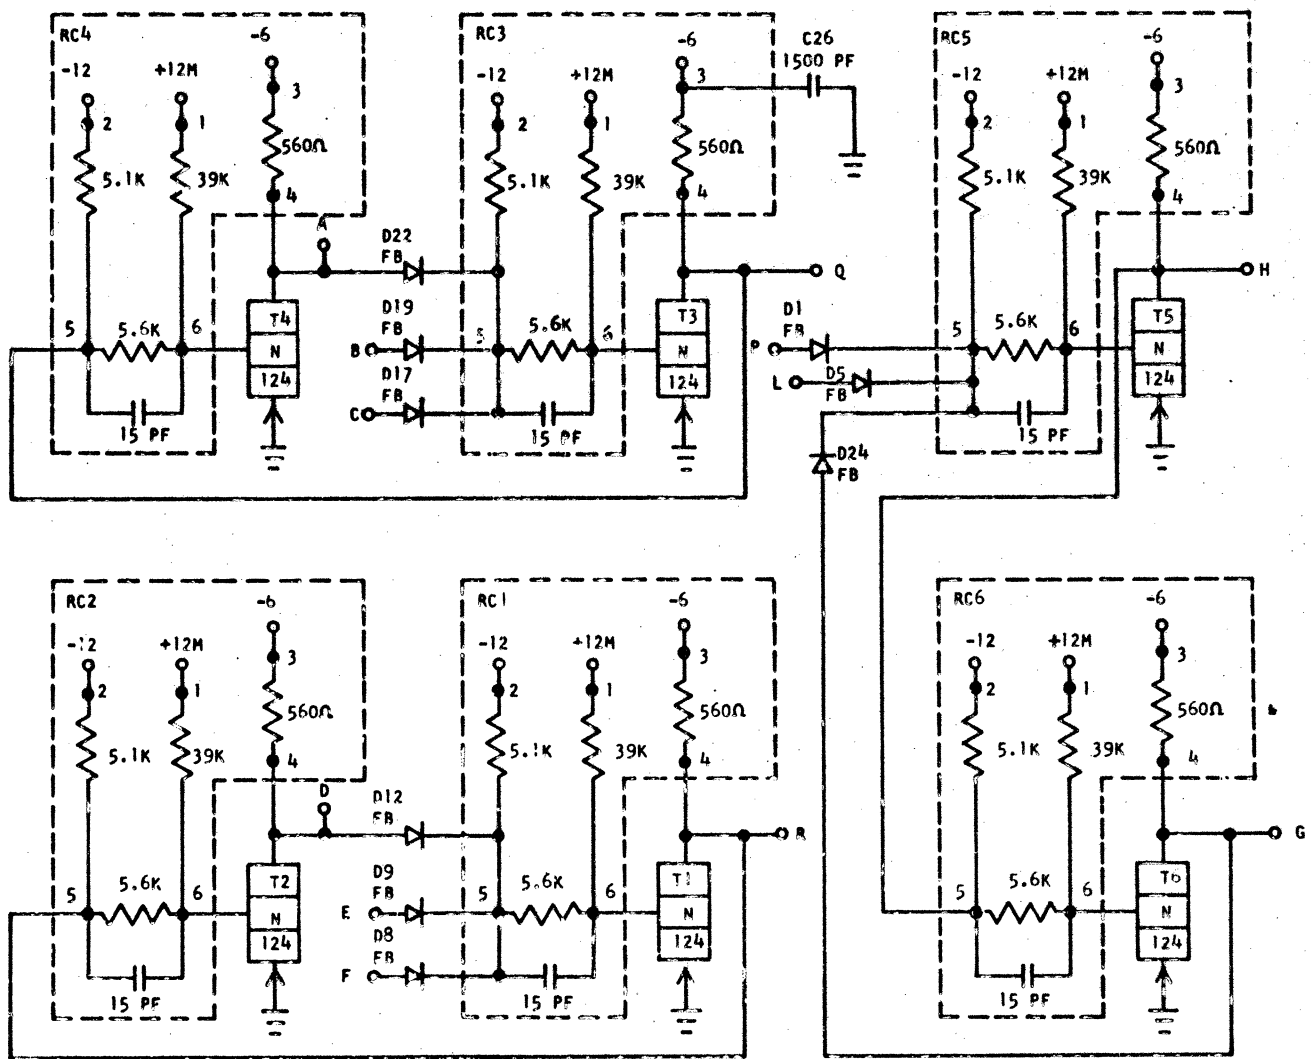 RC4
-6
-12
+12M
3
2
1
560Ω
5.1K
39K
4
A
5
5.6K
6
T4
N
124
15 PF
D22
FB
D19
FB
B
D17
FB
C
RC3
-6
-12
+12M
3
2
1
560Ω
5.1K
39K
4
C26
1500 PF
Q
5
5.6K
6
T3
N
124
15 PF
RC5
-6
-12
+12M
3
2
1
560Ω
5.1K
39K
4
H
D1
FB
P
L
D5
FB
D24
FB
5
5.6K
6
T5
N
124
15 PF
RC2
-6
-12
+12M
3
2
1
560Ω
5.1K
39K
4
D
5
5.6K
6
T2
N
124
15 PF
D12
FB
D9
FB
E
D8
FB
F
RC1
-6
-12
+12M
3
2
1
560Ω
5.1K
39K
4
R
5
5.6K
6
T1
N
124
15 PF
RC6
-6
-12
+12M
3
2
1
560Ω
5.1K
39K
4
G
5
5.6K
6
T6
N
124
15 PF